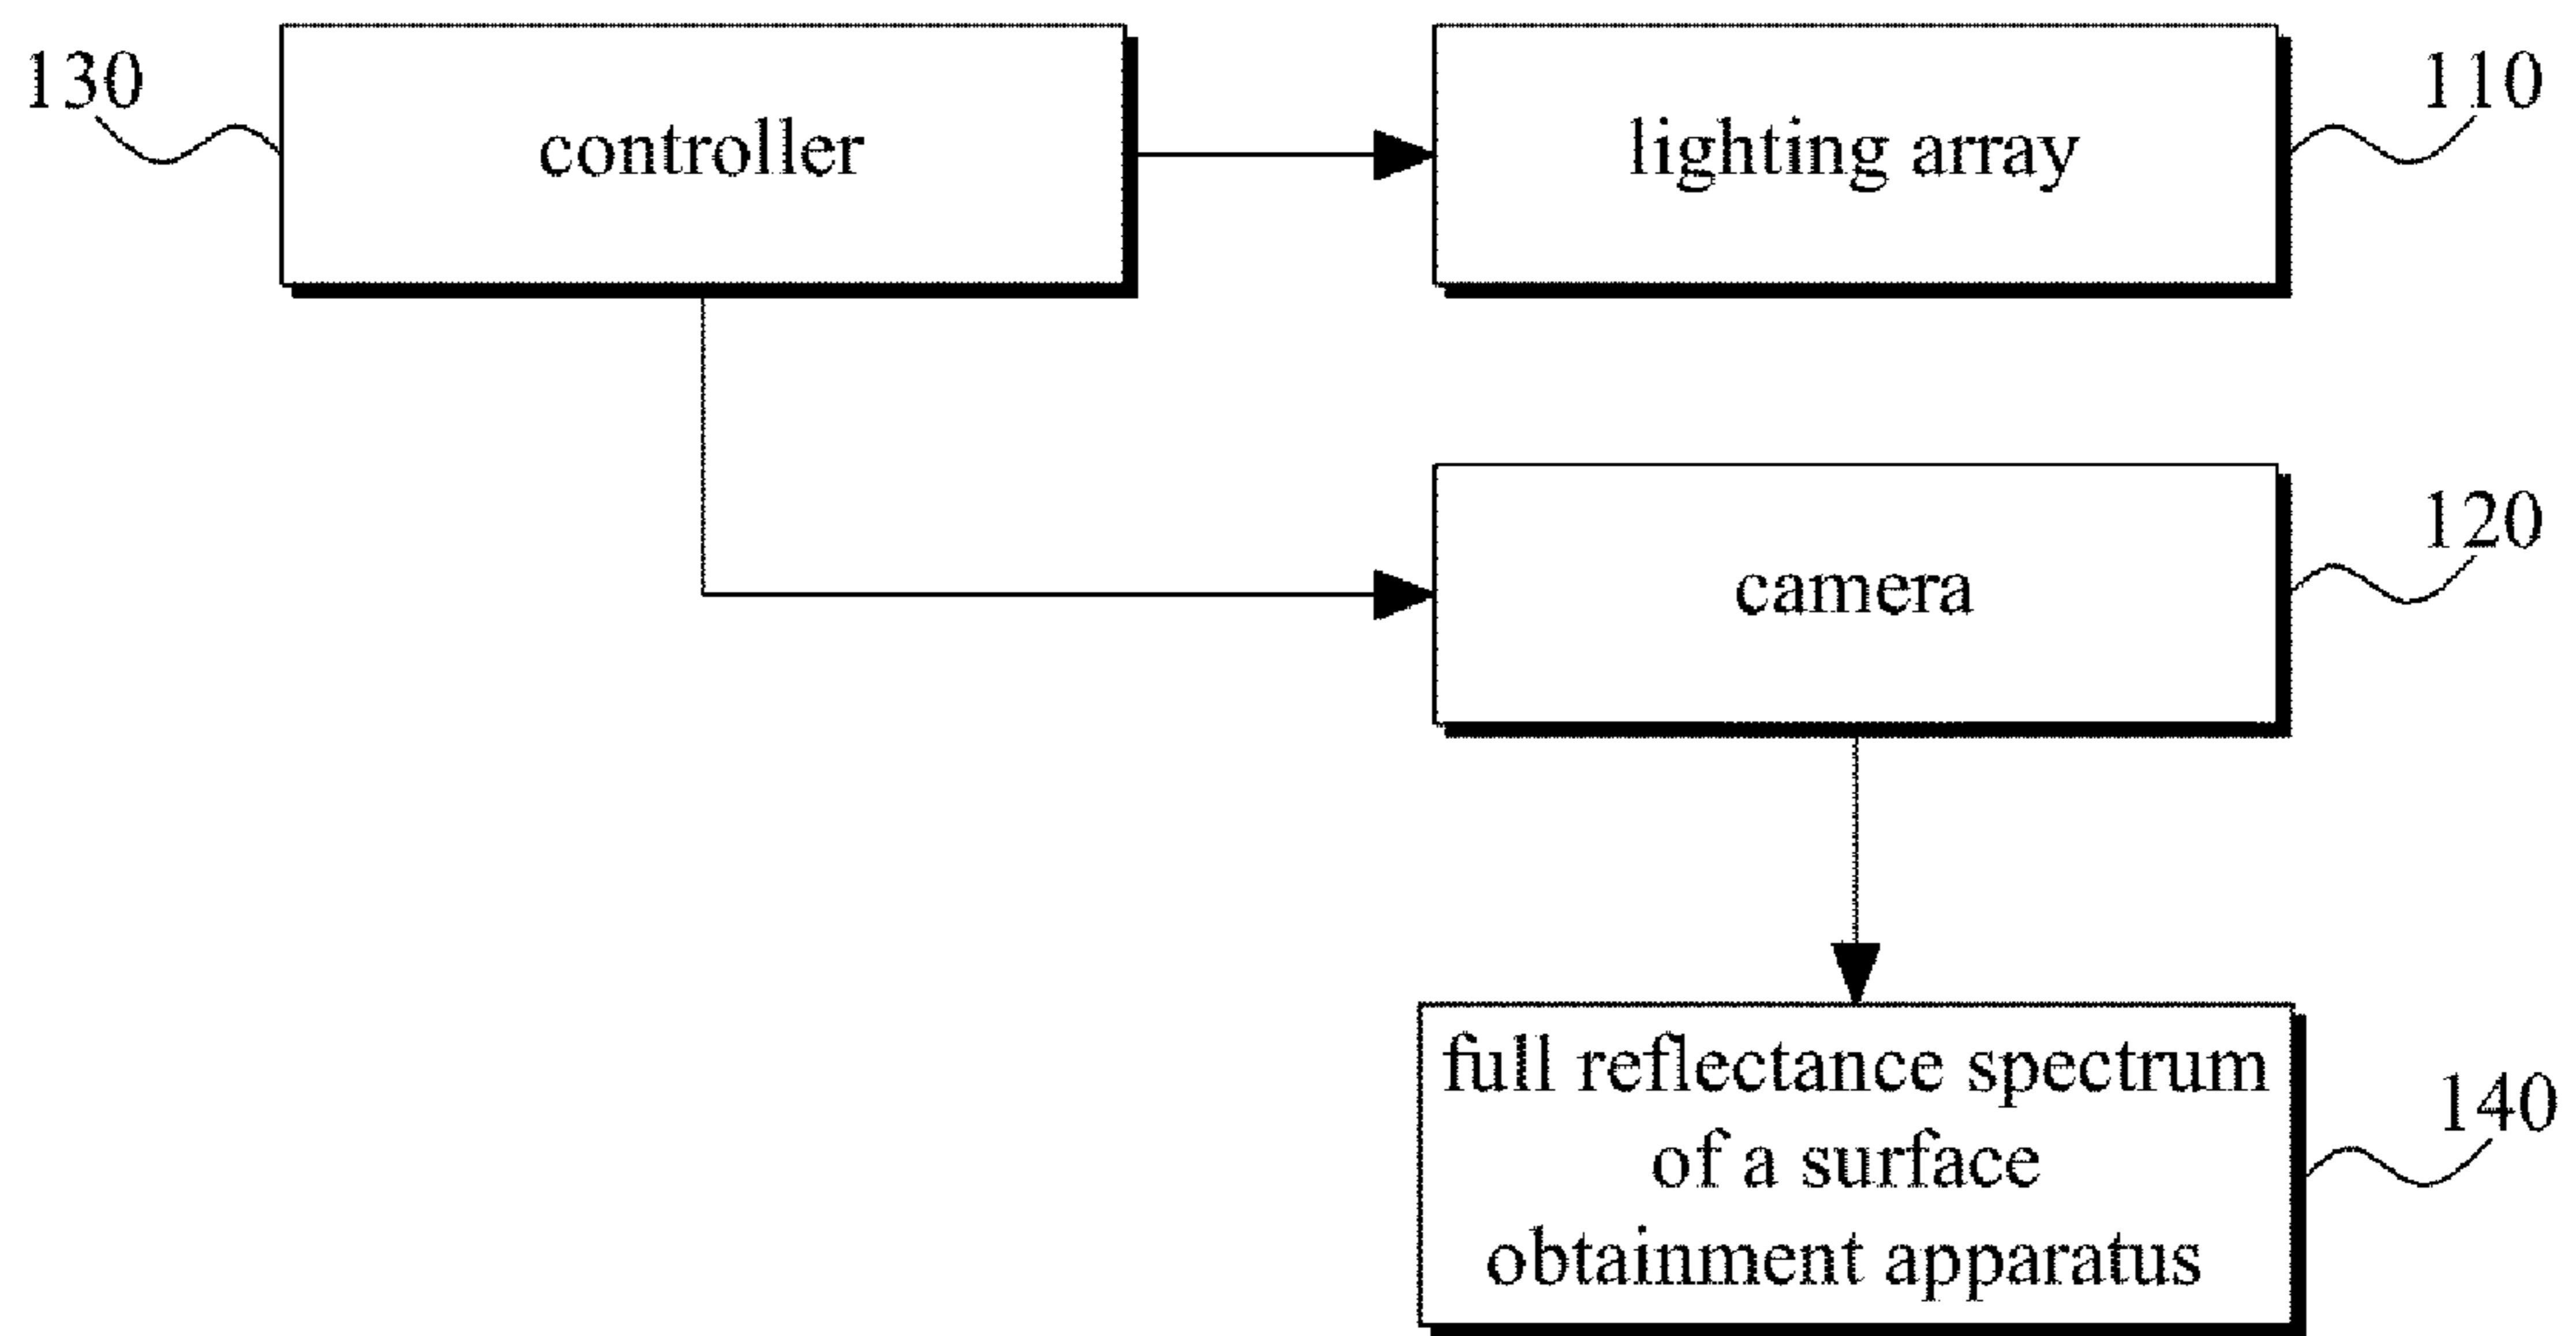 130
controller
lighting array
110
camera
120
full reflectance spectrum
of a surface
obtainment apparatus
140